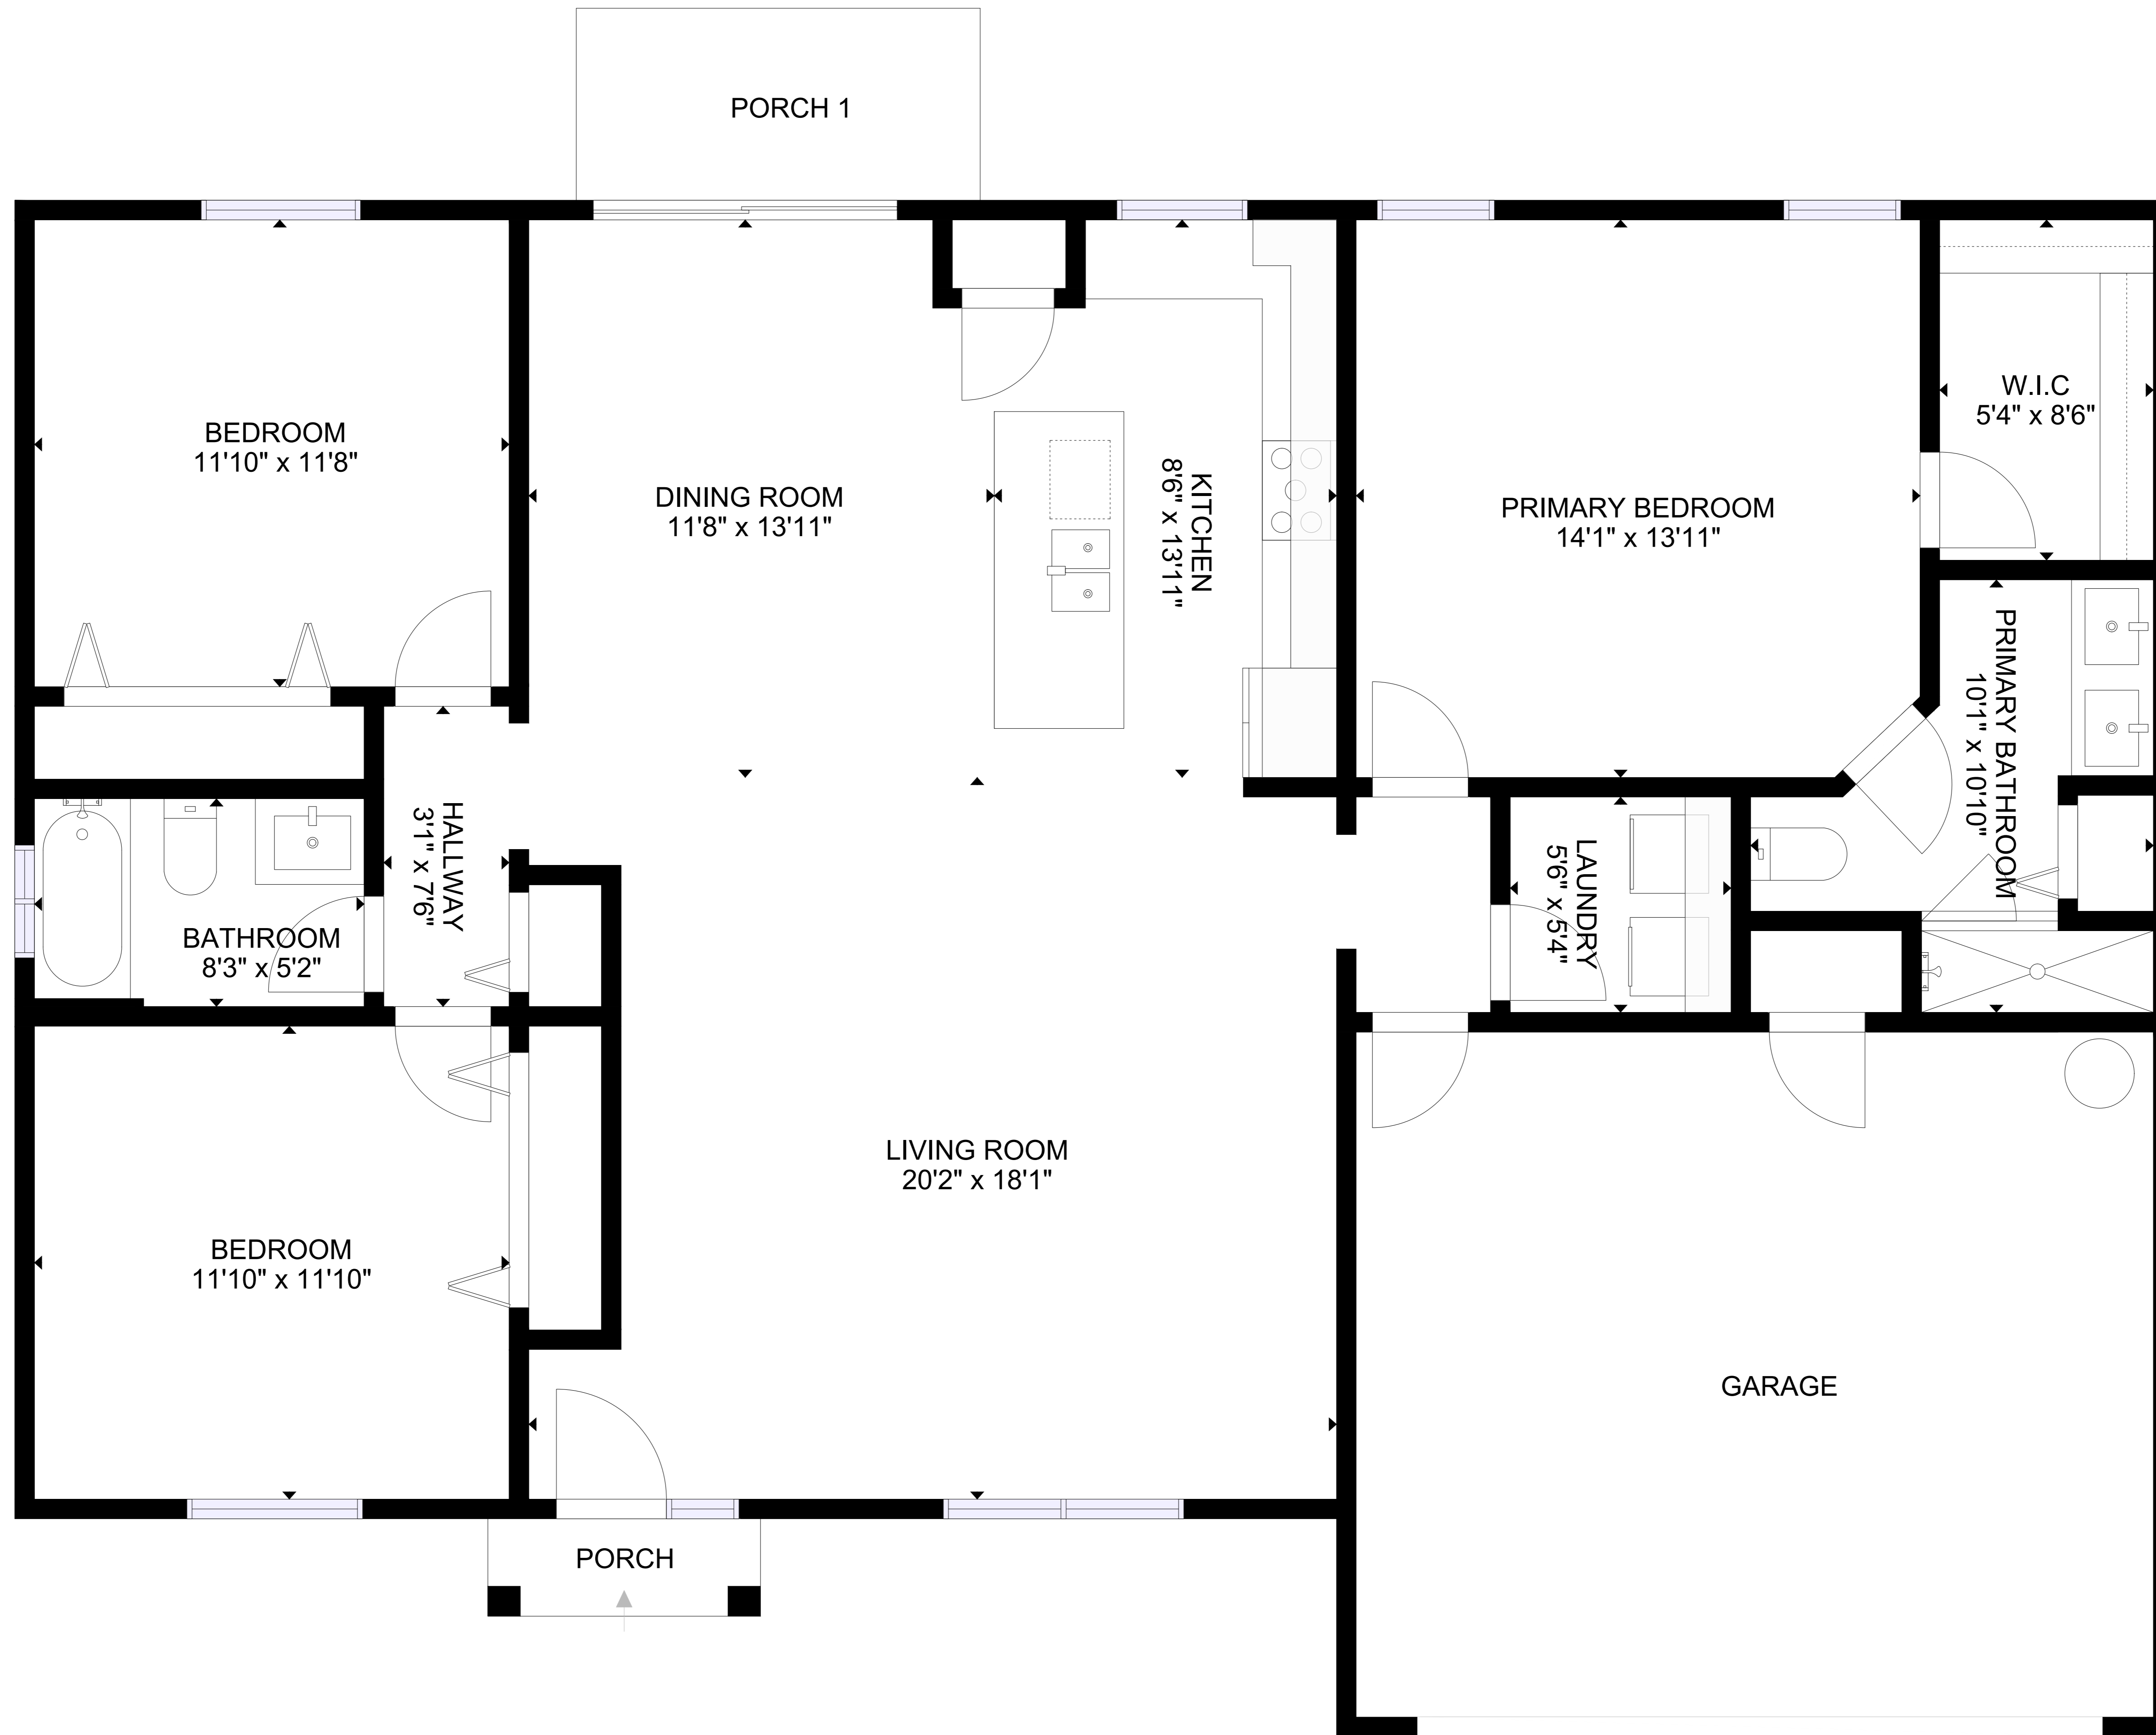 PORCH 1
BEDROOM
11'10" x 11'8"
DINING ROOM
11'8" x 13'11"
KITCHEN
8'6" x 13'11"
PRIMARY BEDROOM
14'1" x 13'11"
W.I.C
5'4" x 8'6"
PRIMARY BATHROOM
10'1" x 10'10"
HALLWAY
3'1" x 7'6"
LAUNDRY
5'6" x 5'4"
BATHROOM
8'3" x 5'2"
LIVING ROOM
20'2" x 18'1"
BEDROOM
11'10" x 11'10"
GARAGE
PORCH